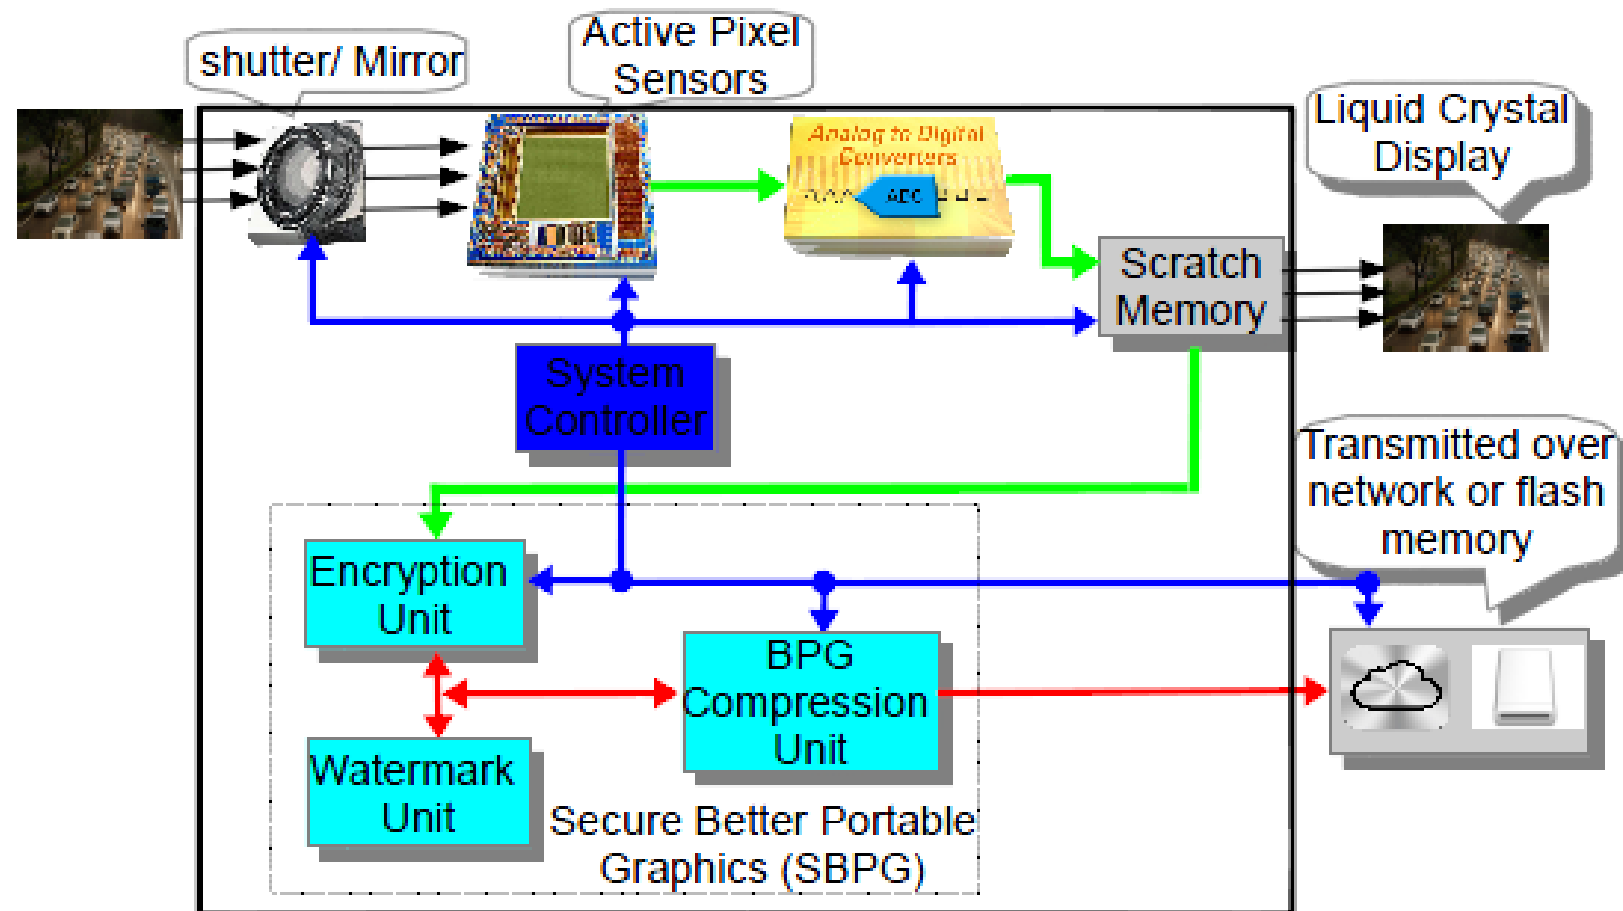 shutter/ Mirror
Active Pixel
Sensors
Analog to Digital
Converters
ADC
Liquid Crystal
Display
Scratch
Memory
System
Controller
Transmitted over
network or flash
memory
Encryption
Unit
BPG
Compression
Unit
Watermark
Unit
Secure Better Portable
Graphics (SBPG)